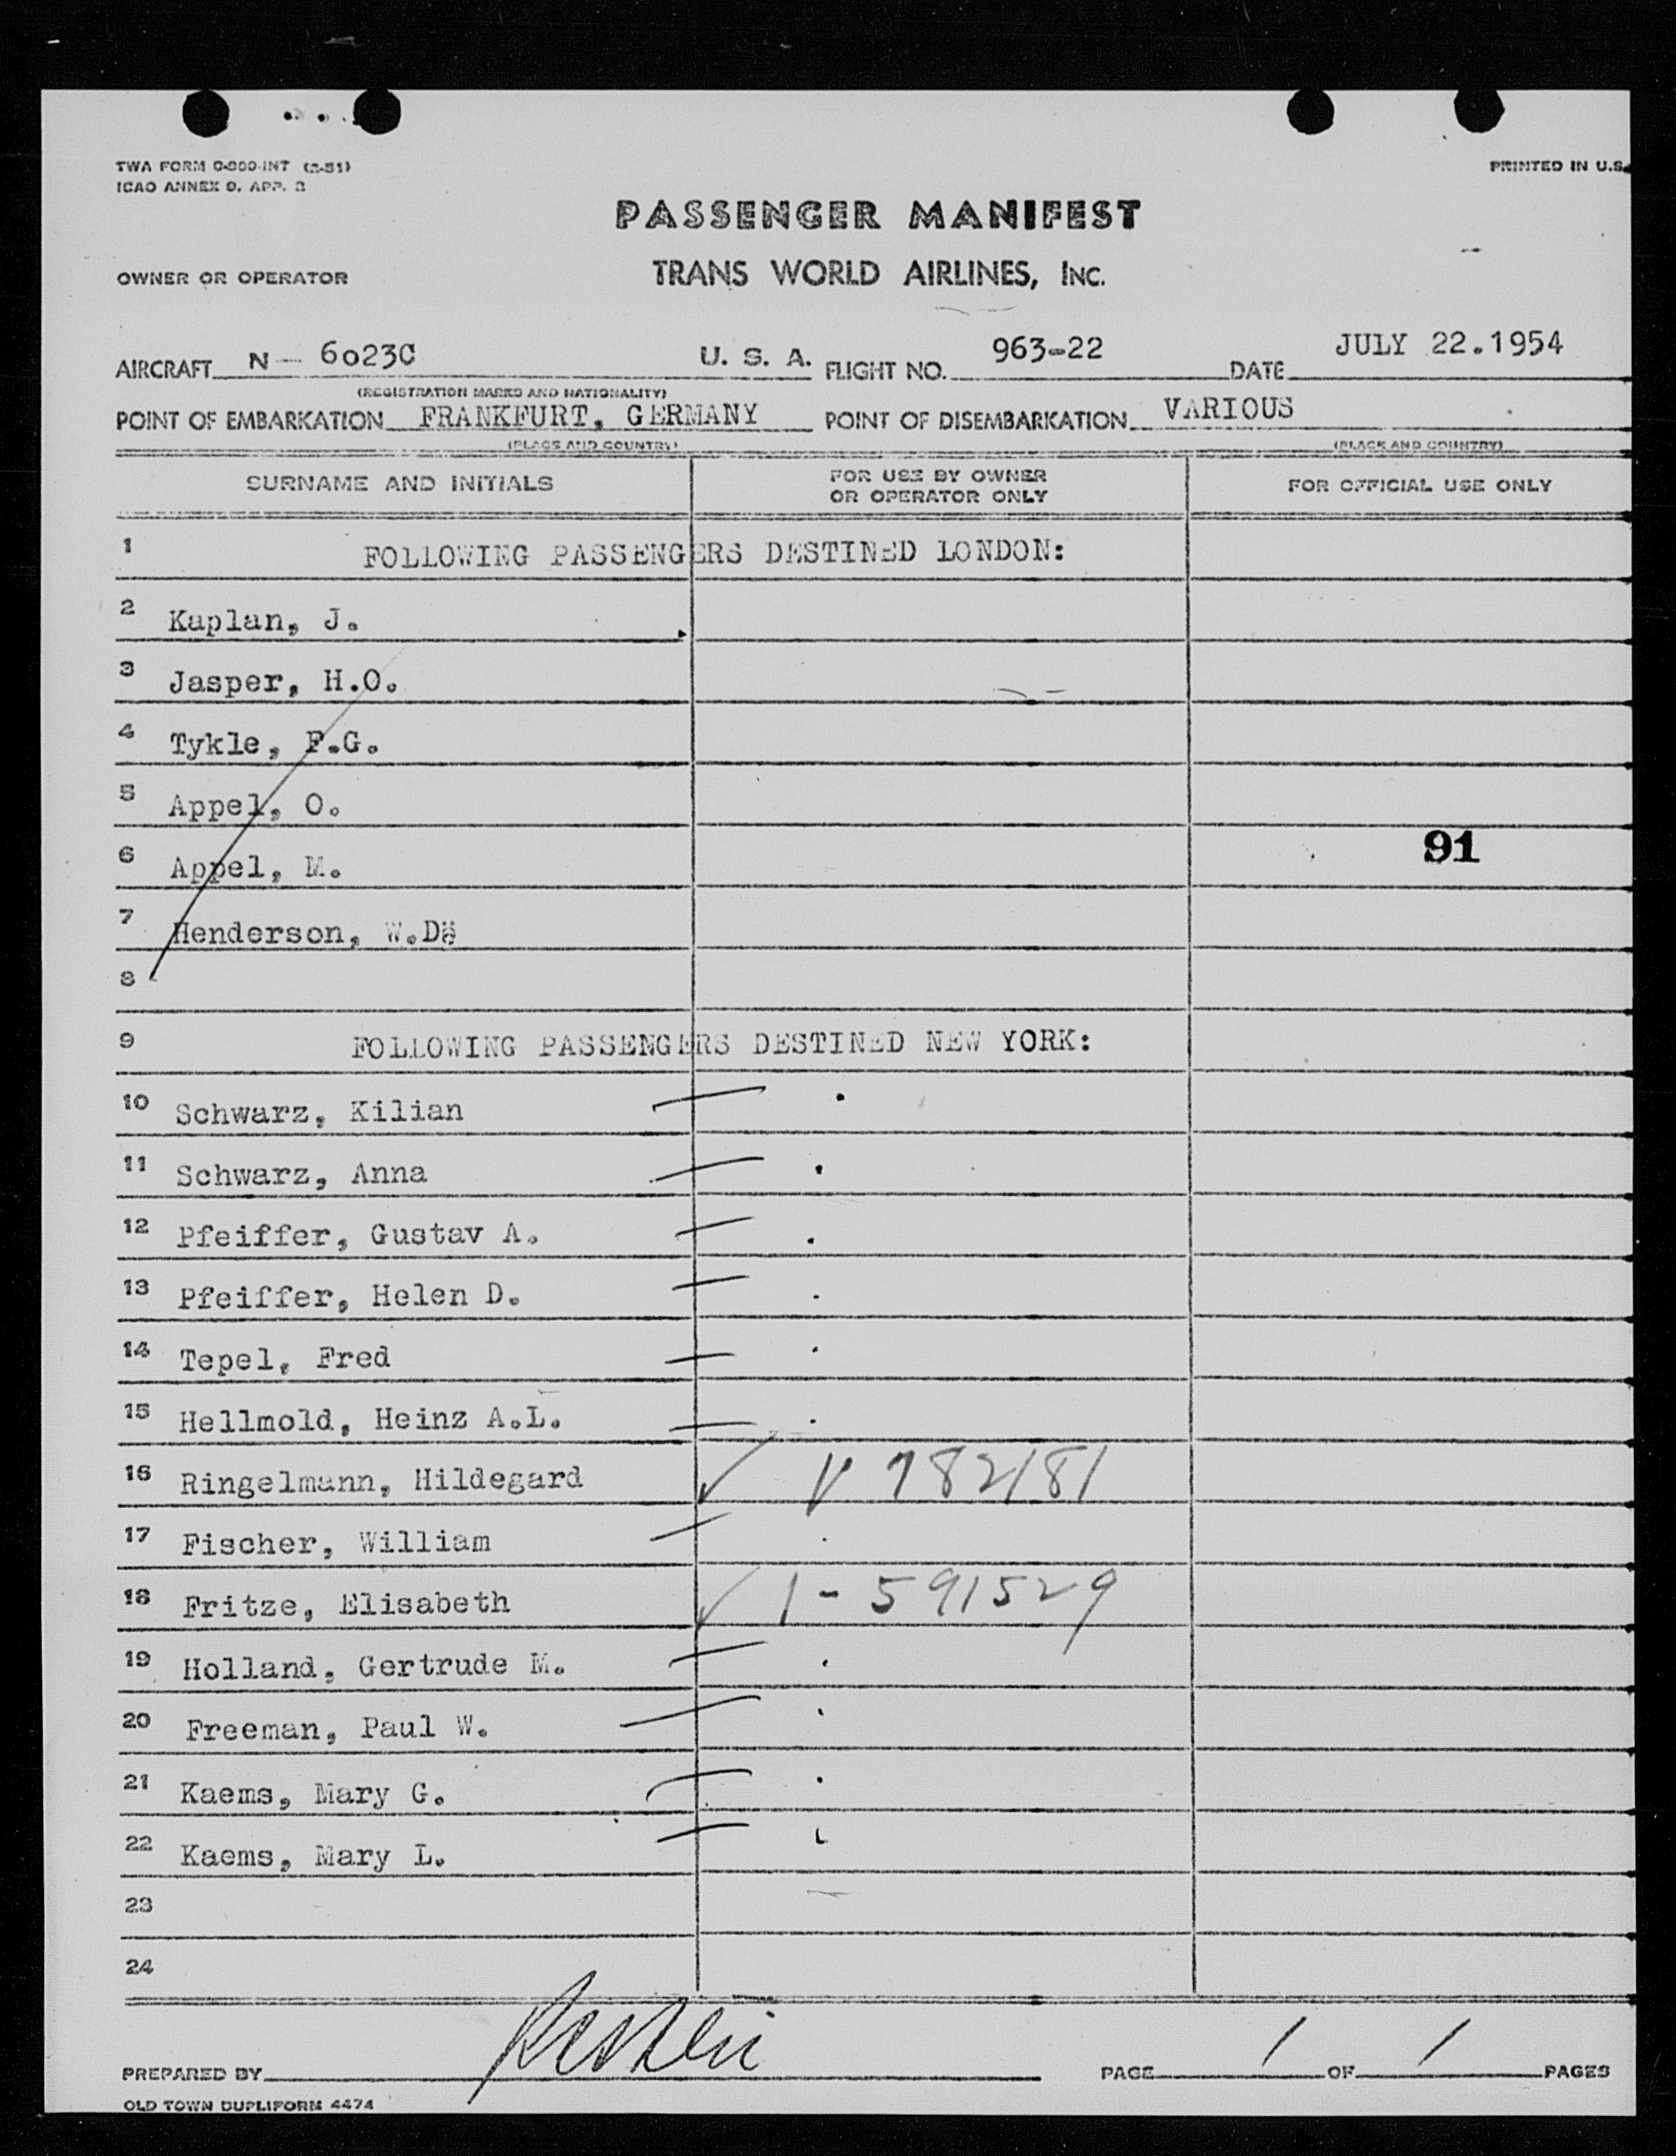 TWA FORM O-800-INT (2-51)
ICAO ANNEX 9, APP. 2
PRINTED IN U.S.
PASSENGER MANIFEST
OWNER OR OPERATOR TRANS WORLD AIRLINES, INC.
AIRCRAFT N - 6023C U. S. A. FLIGHT NO. 963-22 DATE JULY 22.1954
(REGISTRATION MARKS AND NATIONALITY)
POINT OF EMBARKATION FRANKFURT, GERMANY POINT OF DISEMBARKATION VARIOUS
(PLACE AND COUNTRY) (PLACE AND COUNTRY)
SURNAME AND INITIALS FOR USE BY OWNER OR OPERATOR ONLY FOR OFFICIAL USE ONLY
1 FOLLOWING PASSENGERS DESTINED LONDON:
2 Kaplan, J.
3 Jasper, H.O.
4 Tykle, F.G.
5 Appel, O.
6 Appel, M. 91
7 Henderson, W.D
8
9 FOLLOWING PASSENGERS DESTINED NEW YORK:
10 Schwarz, Kilian
11 Schwarz, Anna
12 Pfeiffer, Gustav A.
13 Pfeiffer, Helen D.
14 Tepel, Fred
15 Hellmold, Heinz A.L.
16 Ringelmann, Hildegard ✓ V 782181
17 Fischer, William
18 Fritze, Elisabeth ✓ 1-591529
19 Holland, Gertrude M.
20 Freeman, Paul W.
21 Kaems, Mary G.
22 Kaems, Mary L.
23
24
PREPARED BY PAGE 1 OF 1 PAGES
OLD TOWN DUPLIFORM 4474